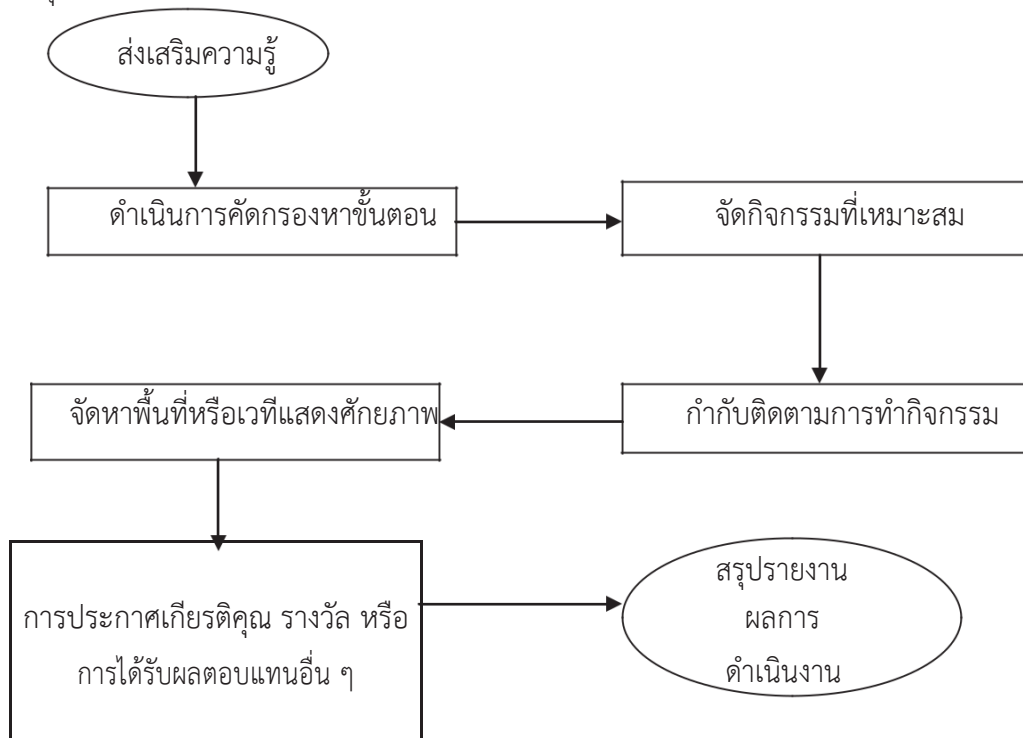 ส่งเสริมความรู้
ดำเนินการคัดกรองหาขั้นตอน
จัดกิจกรรมที่เหมาะสม
กำกับติดตามการทำกิจกรรม
จัดหาพื้นที่หรือเวทีแสดงศักยภาพ
การประกาศเกียรติคุณ รางวัล หรือ
การได้รับผลตอบแทนอื่น ๆ
สรุปรายงาน
ผลการ
ดำเนินงาน